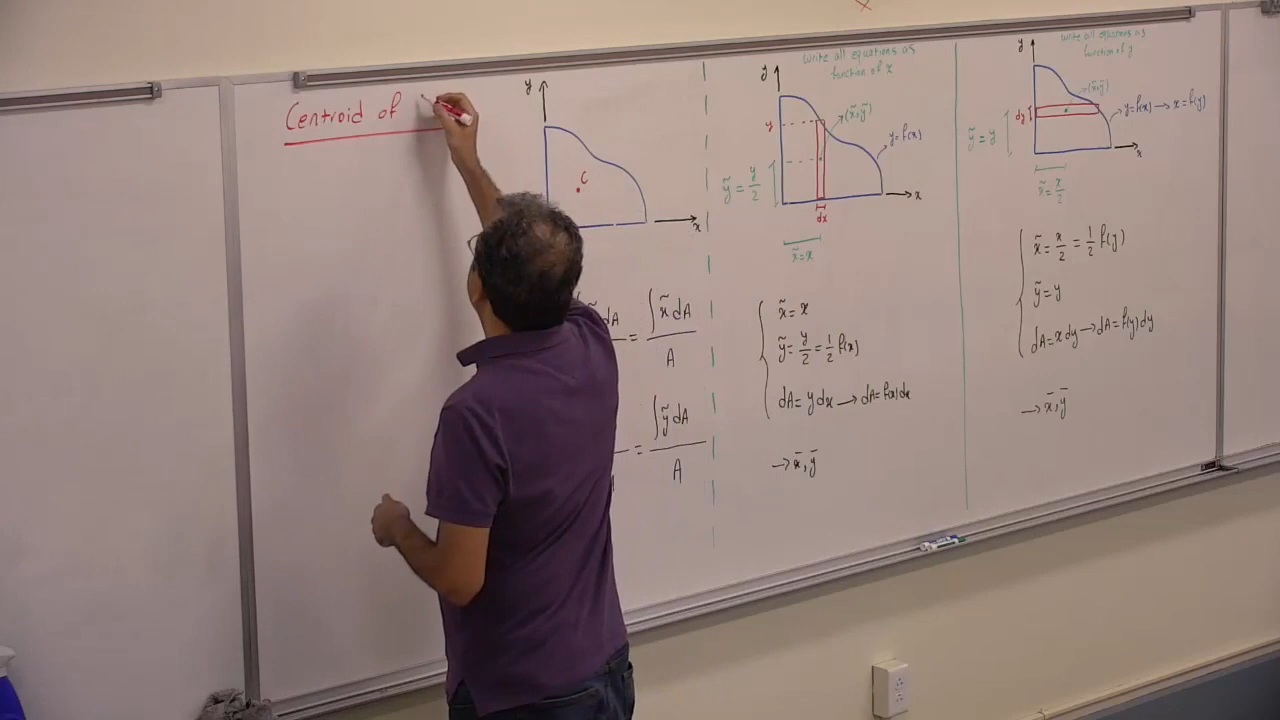 Centroid of
y
C
x
x̃ dA
= ∫ x̃ dA / A
= ∫ ỹ dA / A
write all equations as
function of x
y
y
(x̃,ỹ)
y=f(x)
ỹ = y/2
x
dx
x̃=x
x̃= x
ỹ= y/2 = 1/2 f(x)
dA= y dx → dA= f(x) dx
→ x̄, ȳ
write all equations as
function of y
y
(x̃,ỹ)
dy
y=f(x) → x=f(y)
ỹ = y
x
x̃= x/2
x̃= x/2 = 1/2 f(y)
ỹ= y
dA= x dy → dA= f(y) dy
→ x̄, ȳ